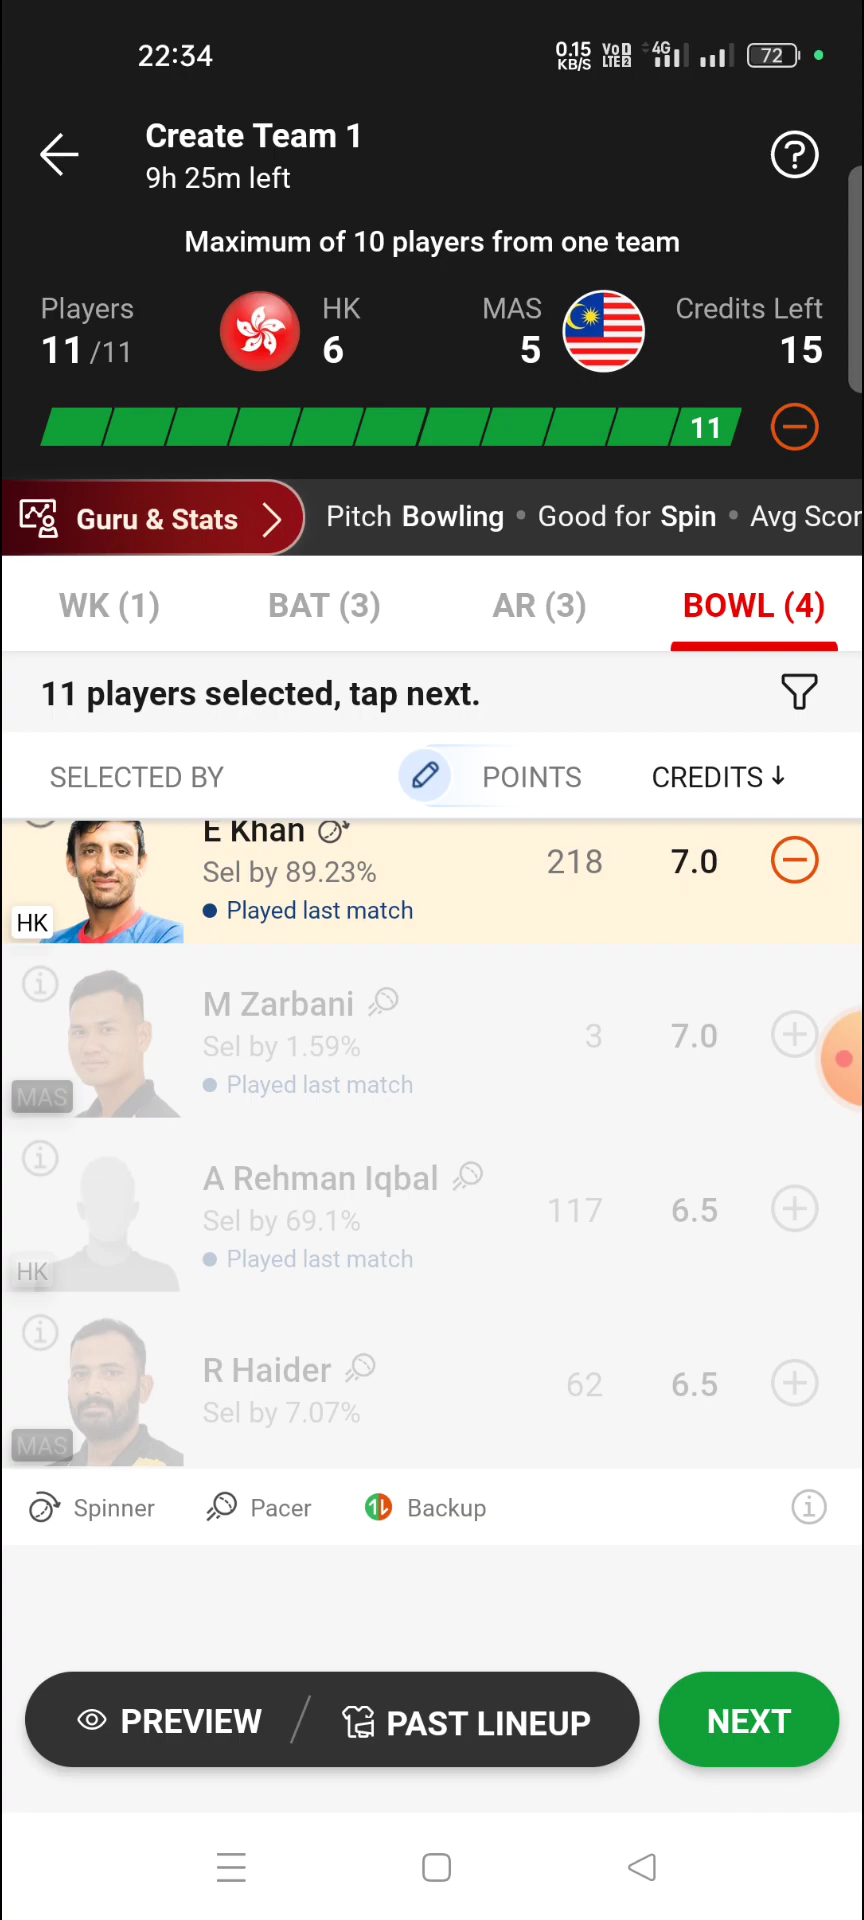 22:34
0.15 KB/S
Vo LTE2
4G
72
Create Team 1
9h 25m left
Maximum of 10 players from one team
Players
HK
MAS
Credits Left
11 /11
6
5
15
11
Guru & Stats
Pitch Bowling • Good for Spin • Avg Scor
WK (1)
BAT (3)
AR (3)
BOWL (4)
11 players selected, tap next.
SELECTED BY
POINTS
CREDITS ↓
E Khan
Sel by 89.23%
218
7.0
Played last match
HK
M Zarbani
Sel by 1.59%
3
7.0
Played last match
MAS
A Rehman Iqbal
Sel by 69.1%
117
6.5
Played last match
HK
R Haider
Sel by 7.07%
62
6.5
MAS
Spinner
Pacer
Backup
PREVIEW / PAST LINEUP
NEXT